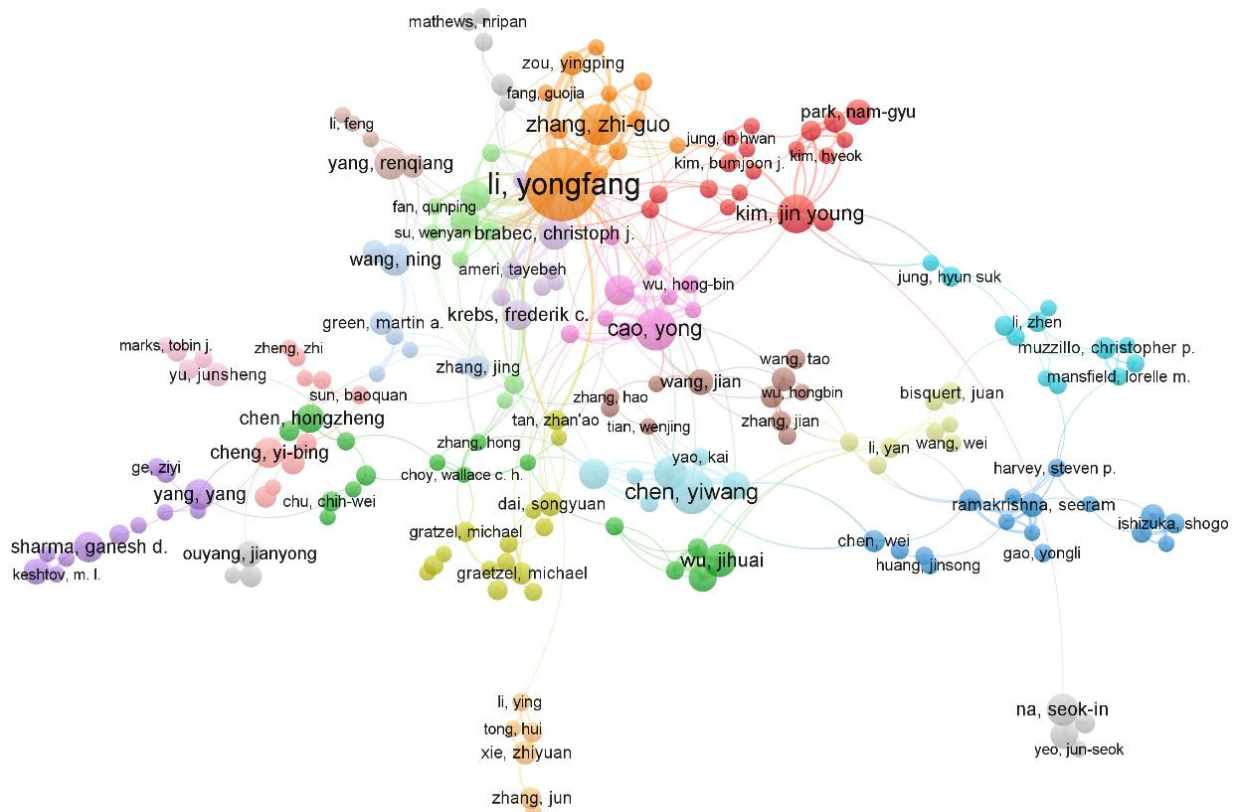 mathews, nripan
zou, yingping
fang, guojia
zhang, zhi-guo
park, nam-gyu
li, feng
jung, in hwan
yang, renqiang
kim, bumjoon j.
kim, hyeok
li, yongfang
fan, qunping
kim, jin young
su, wenyan
brabec, christoph j.
wang, ning
ameri, tayebeh
wu, hong-bin
jung, hyun suk
krebs, frederik c.
green, martin a.
cao, yong
li, zhen
marks, tobin j.
zheng, zhi
muzzillo, christopher p.
yu, junsheng
zhang, jing
wang, tao
mansfield, lorelle m.
sun, baoquan
wang, jian
wu, hongbin
bisquert, juan
zhang, hao
chen, hongzheng
tan, zhan'ao
tian, wenjing
zhang, jian
li, yan
wang, wei
cheng, yi-bing
zhang, hong
yao, kai
ge, ziyi
choy, wallace c. h.
harvey, steven p.
yang, yang
chu, chih-wei
chen, yiwang
dai, songyuan
ramakrishna, seeram
ishizuka, shogo
gratzel, michael
sharma, ganesh d.
ouyang, jianyong
chen, wei
gao, yongli
keshtov, m. l.
graetzel, michael
wu, jihuai
huang, jinsong
li, ying
na, seok-in
tong, hui
xie, zhiyuan
yeo, jun-seok
zhang, jun